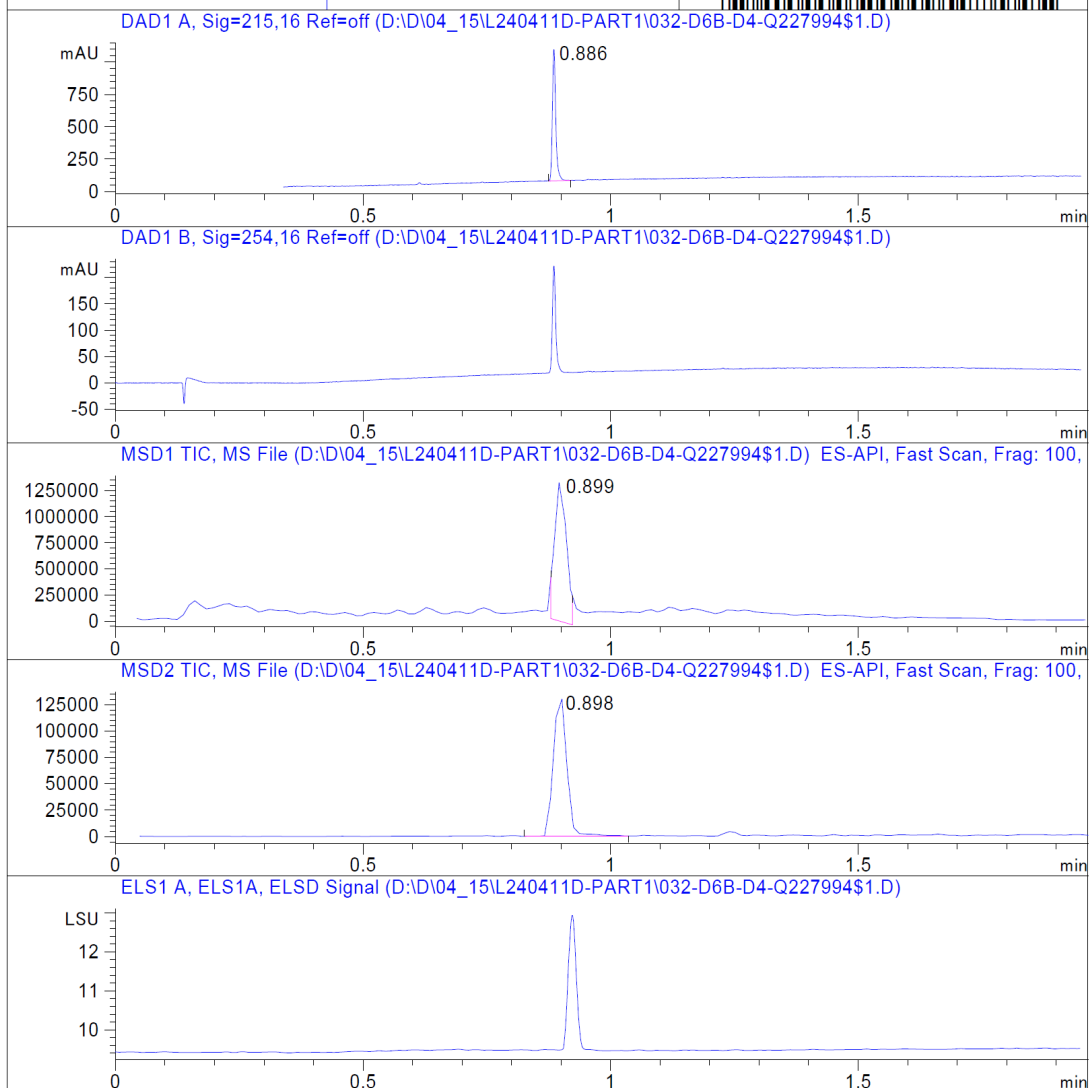 DAD1 A, Sig=215,16 Ref=off (D:\D\04_15\L240411D-PART1\032-D6B-D4-Q227994$1.D)
mAU
0.886
750
500
250
0
0 0.5 1 1.5 min
DAD1 B, Sig=254,16 Ref=off (D:\D\04_15\L240411D-PART1\032-D6B-D4-Q227994$1.D)
mAU
150
100
50
0
-50
0 0.5 1 1.5 min
MSD1 TIC, MS File (D:\D\04_15\L240411D-PART1\032-D6B-D4-Q227994$1.D) ES-API, Fast Scan, Frag: 100,
0.899
1250000
1000000
750000
500000
250000
0
0 0.5 1 1.5 min
MSD2 TIC, MS File (D:\D\04_15\L240411D-PART1\032-D6B-D4-Q227994$1.D) ES-API, Fast Scan, Frag: 100,
0.898
125000
100000
75000
50000
25000
0
0 0.5 1 1.5 min
ELS1 A, ELS1A, ELSD Signal (D:\D\04_15\L240411D-PART1\032-D6B-D4-Q227994$1.D)
LSU
12
11
10
0 0.5 1 1.5 min